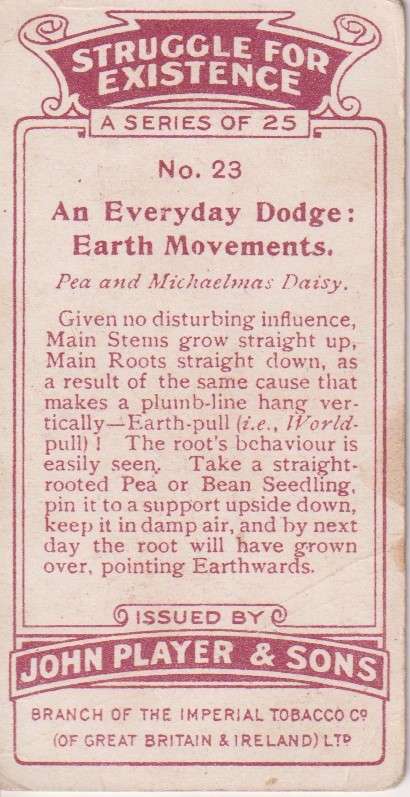 STRUGGLE FOR
EXISTENCE
A SERIES OF 25
No. 23
An Everyday Dodge:
Earth Movements.
Pea and Michaelmas Daisy.
Given no disturbing influence,
Main Stems grow straight up,
Main Roots straight down, as
a result of the same cause that
makes a plumb-line hang ver-
tically—Earth-pull (i.e., World-
pull)! The root's behaviour is
easily seen. Take a straight-
rooted Pea or Bean Seedling,
pin it to a support upside down,
keep it in damp air, and by next
day the root will have grown
over, pointing Earthwards.
ISSUED BY
JOHN PLAYER & SONS
BRANCH OF THE IMPERIAL TOBACCO Co
(OF GREAT BRITAIN & IRELAND) LTD